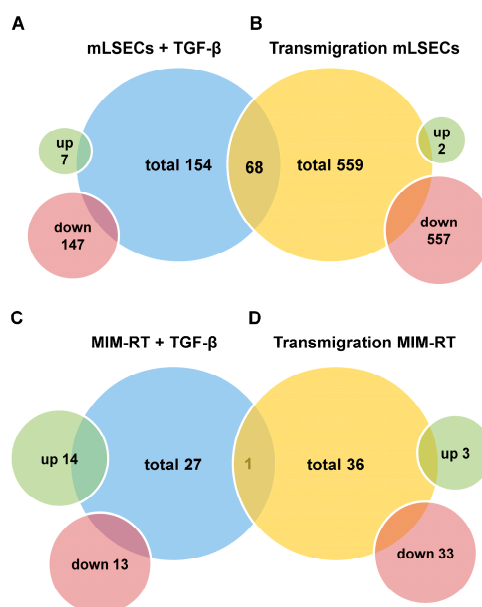 A
B
mLSECs + TGF-β
Transmigration mLSECs
up
7
up
2
total 154
68
total 559
down
147
down
557
C
D
MIM-RT + TGF-β
Transmigration MIM-RT
up 14
total 27
1
total 36
up 3
down 13
down 33